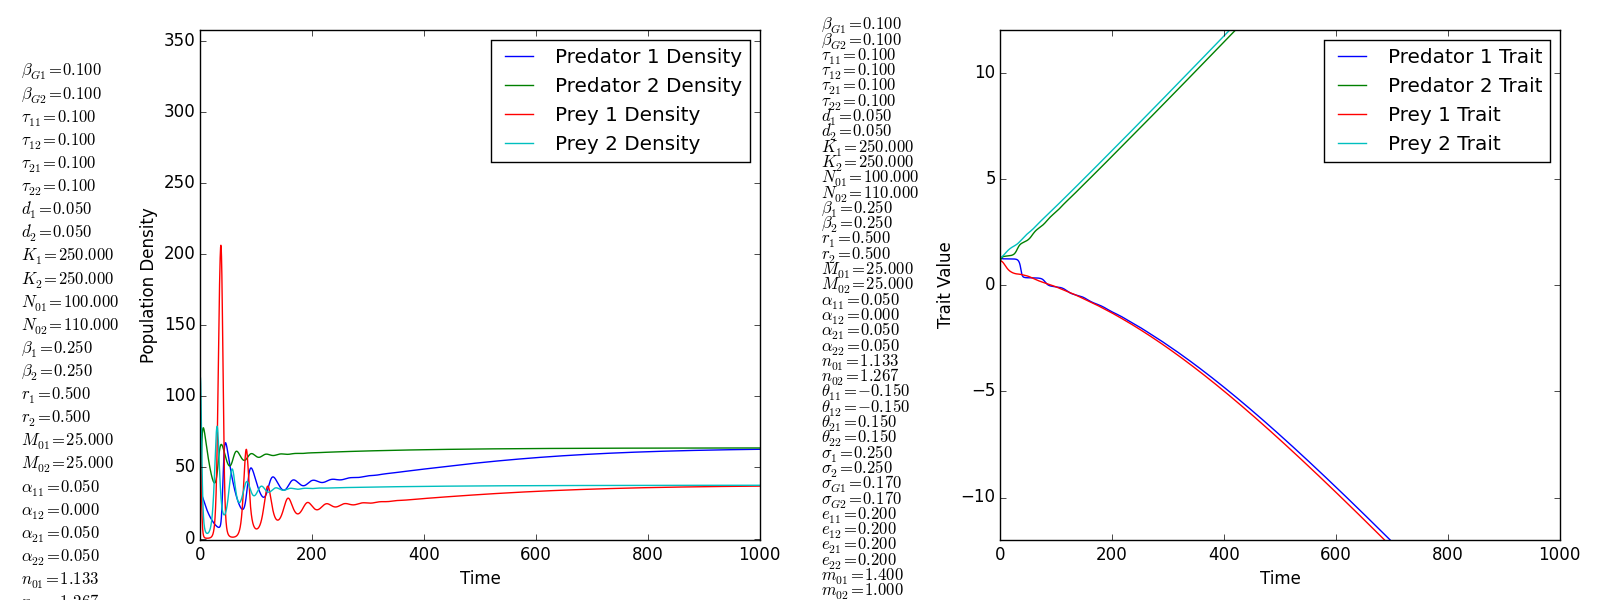 β_G1=0.100
β_G2=0.100
τ_11=0.100
τ_12=0.100
τ_21=0.100
τ_22=0.100
d_1=0.050
d_2=0.050
K_1=250.000
K_2=250.000
N_01=100.000
N_02=110.000
β_1=0.250
β_2=0.250
r_1=0.500
r_2=0.500
M_01=25.000
M_02=25.000
α_11=0.050
α_12=0.000
α_21=0.050
α_22=0.050
n_01=1.133
350
300
250
200
150
100
50
0
Population Density
Predator 1 Density
Predator 2 Density
Prey 1 Density
Prey 2 Density
0 200 400 600 800 1000
Time
β_G1=0.100
β_G2=0.100
τ_11=0.100
τ_12=0.100
τ_21=0.100
τ_22=0.100
d_1=0.050
d_2=0.050
K_1=250.000
K_2=250.000
N_01=100.000
N_02=110.000
β_1=0.250
β_2=0.250
r_1=0.500
r_2=0.500
M_01=25.000
M_02=25.000
α_11=0.050
α_12=0.000
α_21=0.050
α_22=0.050
n_01=1.133
n_02=1.267
θ_11=−0.150
θ_12=−0.150
θ_21=0.150
θ_22=0.150
σ_1=0.250
σ_2=0.250
σ_G1=0.170
σ_G2=0.170
e_11=0.200
e_12=0.200
e_21=0.200
e_22=0.200
m_01=1.400
m_02=1.000
10
5
0
−5
−10
Trait Value
Predator 1 Trait
Predator 2 Trait
Prey 1 Trait
Prey 2 Trait
0 200 400 600 800 1000
Time